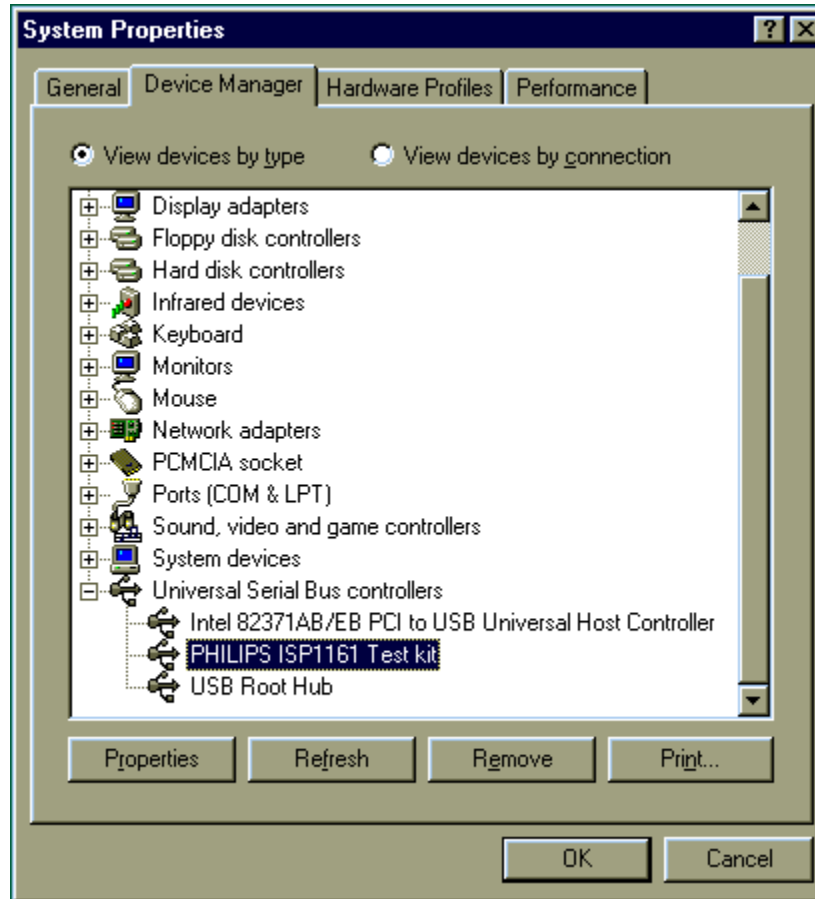 System Properties
General Device Manager Hardware Profiles Performance
View devices by type View devices by connection
Display adapters
Floppy disk controllers
Hard disk controllers
Infrared devices
Keyboard
Monitors
Mouse
Network adapters
PCMCIA socket
Ports (COM & LPT)
Sound, video and game controllers
System devices
Universal Serial Bus controllers
Intel 82371AB/EB PCI to USB Universal Host Controller
PHILIPS ISP1161 Test kit
USB Root Hub
Properties Refresh Remove Print...
OK Cancel